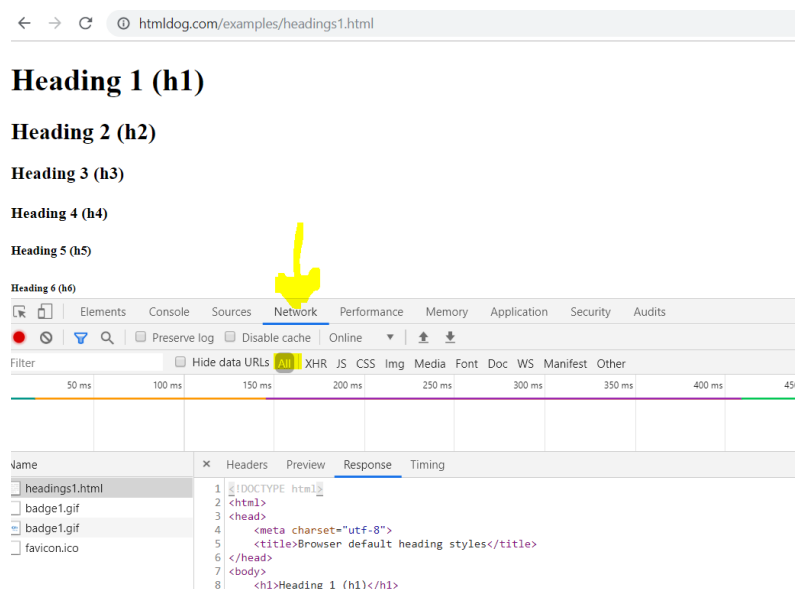 htmldog.com/examples/headings1.html
Heading 1 (h1)
Heading 2 (h2)
Heading 3 (h3)
Heading 4 (h4)
Heading 5 (h5)
Heading 6 (h6)
Elements Console Sources Network Performance Memory Application Security Audits
Preserve log Disable cache Online
Filter Hide data URLs All XHR JS CSS Img Media Font Doc WS Manifest Other
50 ms 100 ms 150 ms 200 ms 250 ms 300 ms 350 ms 400 ms 45
Name × Headers Preview Response Timing
headings1.html
badge1.gif
badge1.gif
favicon.ico
1 <!DOCTYPE html>
2 <html>
3 <head>
4 <meta charset="utf-8">
5 <title>Browser default heading styles</title>
6 </head>
7 <body>
8 <h1>Heading 1 (h1)</h1>